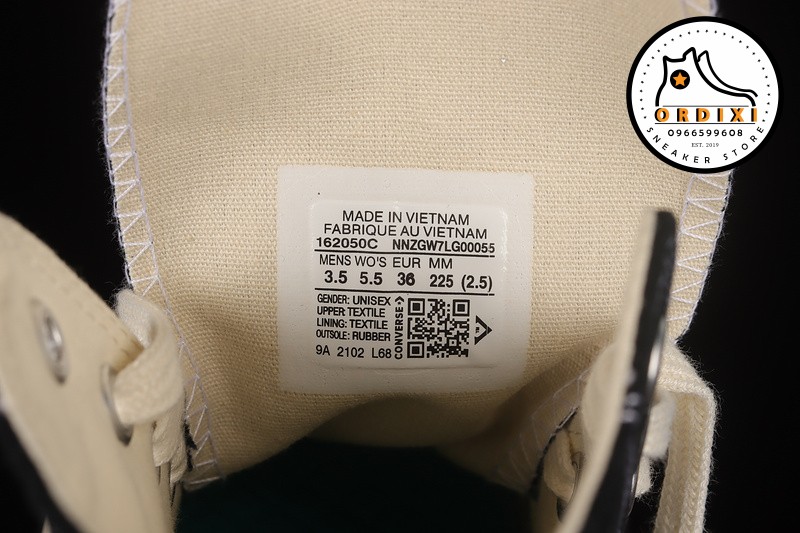 ORDIXI
0966599608
EST. 2019
SNEAKER STORE
MADE IN VIETNAM
FABRIQUE AU VIETNAM
162050C NNZGW7LG00055
MENS WO'S EUR MM
3.5 5.5 36 225 (2.5)
GENDER: UNISEX
UPPER: TEXTILE
LINING: TEXTILE
OUTSOLE: RUBBER
CONVERSE
9A 2102 L68